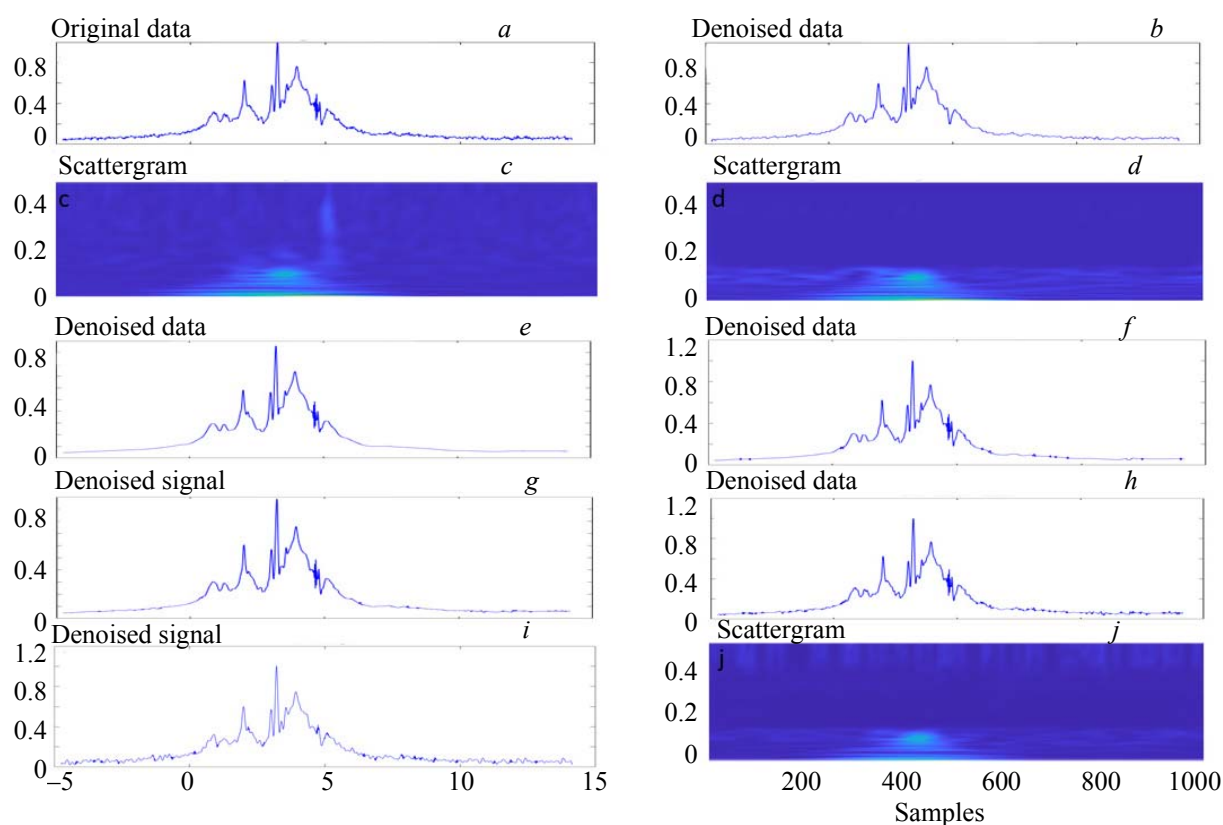 Original data a
0.8
0.4
0
Denoised data b
0.8
0.4
0
Scattergram c
c
0.4
0.2
0
Scattergram d
d
0.4
0.2
0
Denoised data e
0.8
0.4
0
Denoised data f
1.2
0.8
0.4
0
Denoised signal g
0.8
0.4
0
Denoised data h
1.2
0.8
0.4
0
Denoised signal i
1.2
0.8
0.4
0
–5 0 5 10 15
Scattergram j
j
0.4
0.2
0
200 400 600 800 1000
Samples